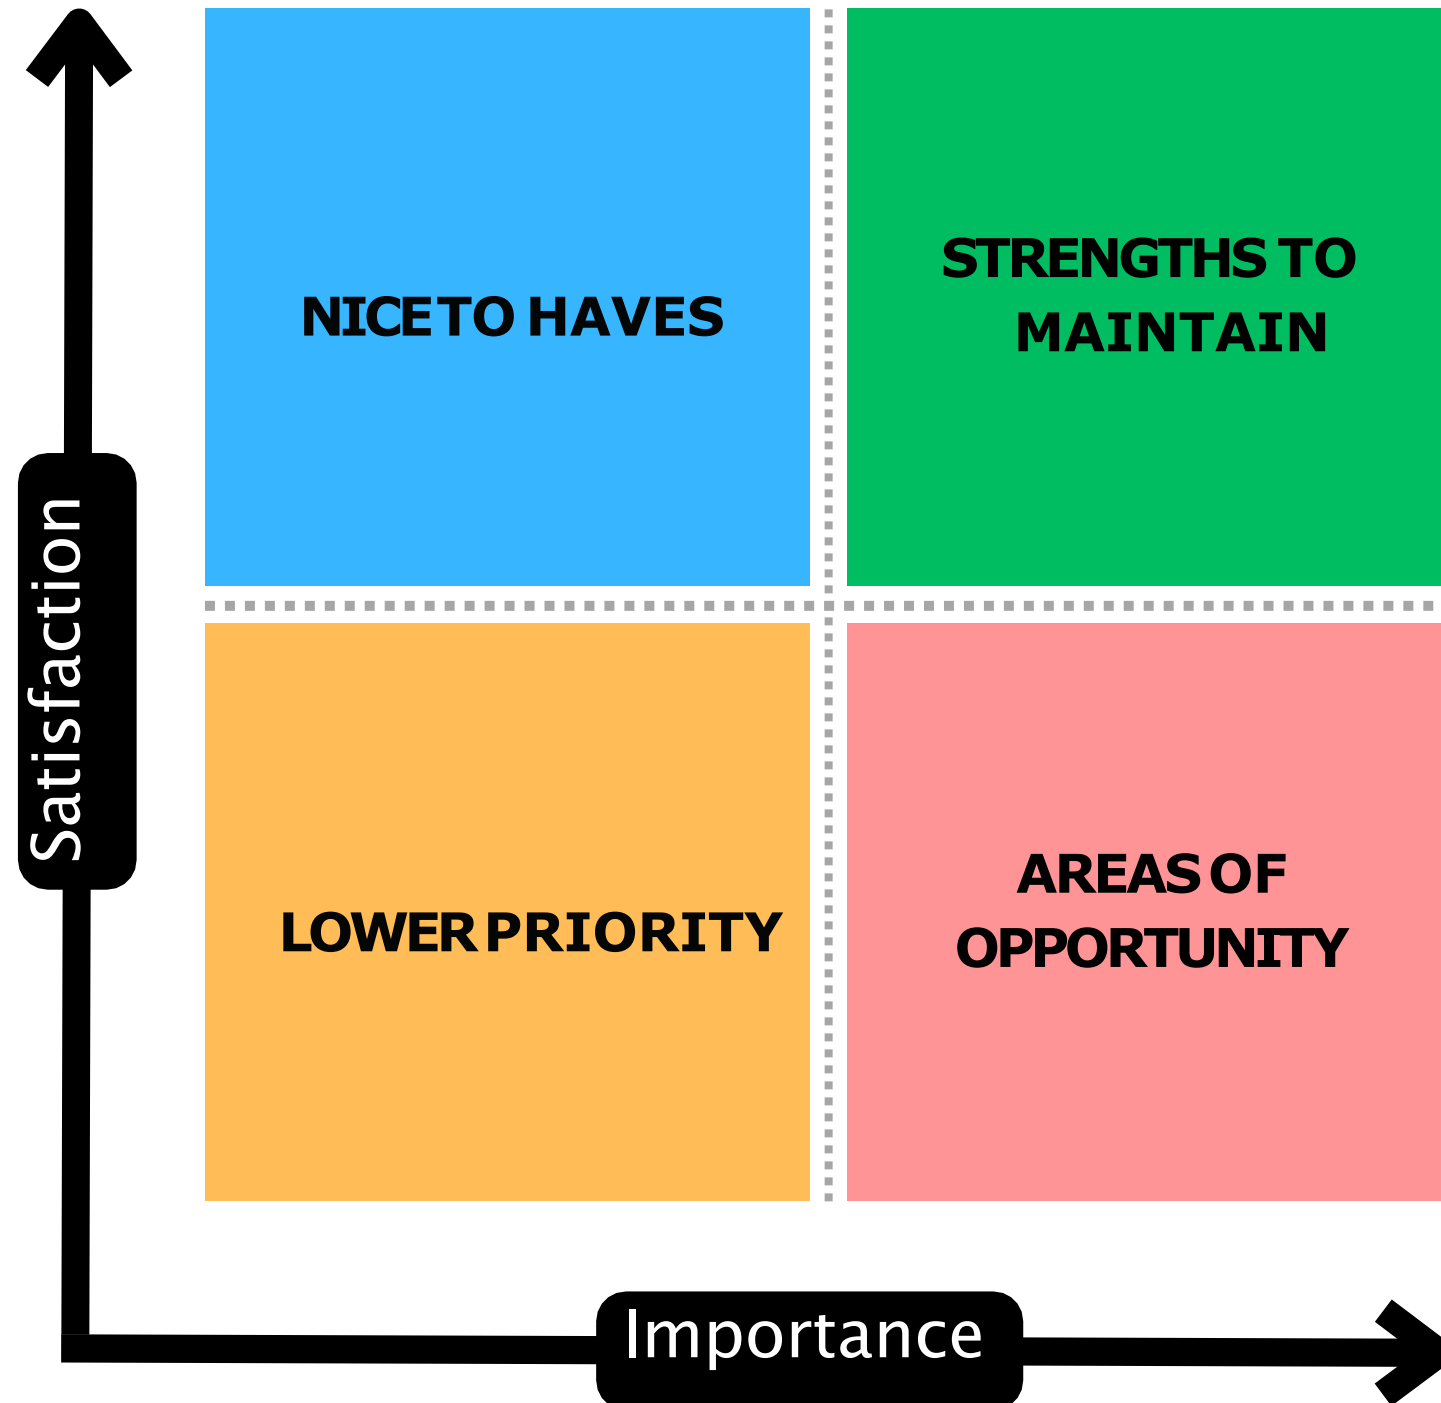 NICE TO HAVES
STRENGTHS TO
MAINTAIN
Satisfaction
LOWER PRIORITY
AREAS OF
OPPORTUNITY
Importance